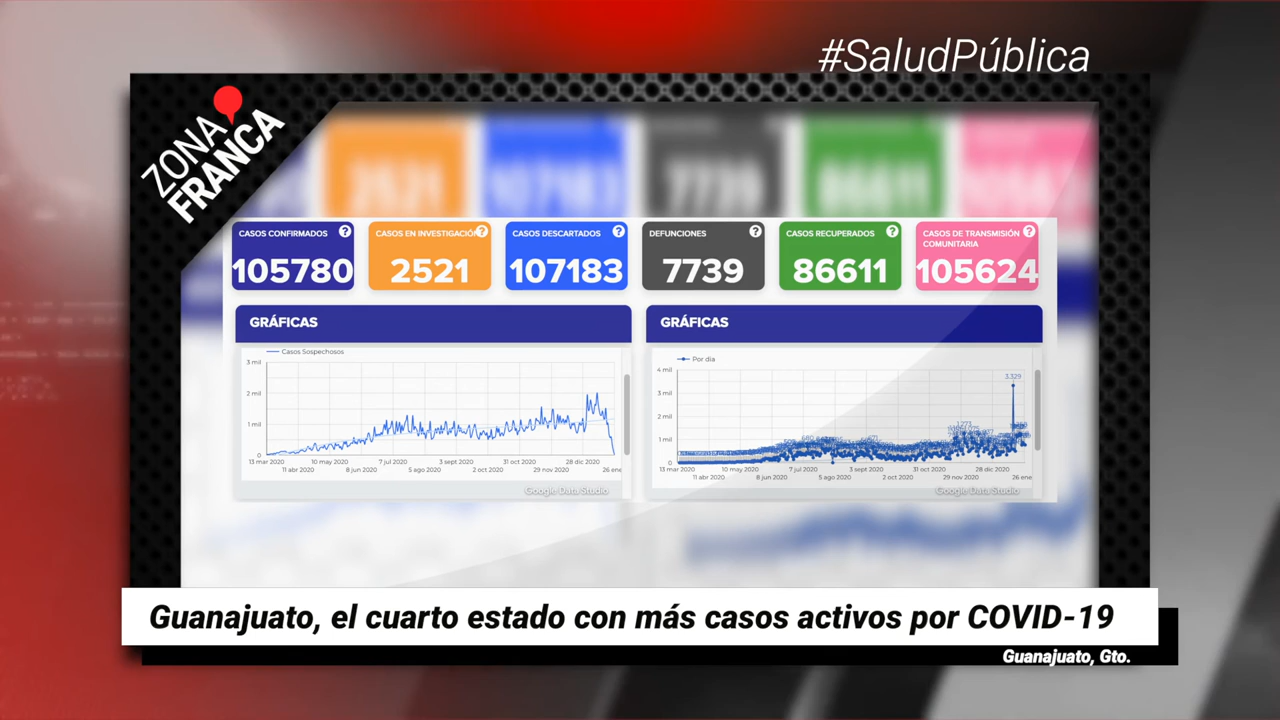 #SaludPública
ZONA
FRANCA
CASOS CONFIRMADOS ?
105780
CASOS EN INVESTIGACIÓN ?
2521
CASOS DESCARTADOS ?
107183
DEFUNCIONES ?
7739
CASOS RECUPERADOS ?
86611
CASOS DE TRANSMISIÓN ?
COMUNITARIA
105624
GRÁFICAS
Casos Sospechosos
3 mil
2 mil
1 mil
0
13 mar 2020 10 may 2020 7 jul 2020 3 sept 2020 31 oct 2020 28 dic 2020
11 abr 2020 8 jun 2020 5 ago 2020 2 oct 2020 29 nov 2020 26 ene
Google Data Studio
GRÁFICAS
Por dia
4 mil
3 mil
2 mil
1 mil
0
3.329
13 mar 2020 10 may 2020 7 jul 2020 3 sept 2020 31 oct 2020 28 dic 2020
11 abr 2020 8 jun 2020 5 ago 2020 2 oct 2020 29 nov 2020 26 ene
Google Data Studio
Guanajuato, el cuarto estado con más casos activos por COVID-19
Guanajuato, Gto.